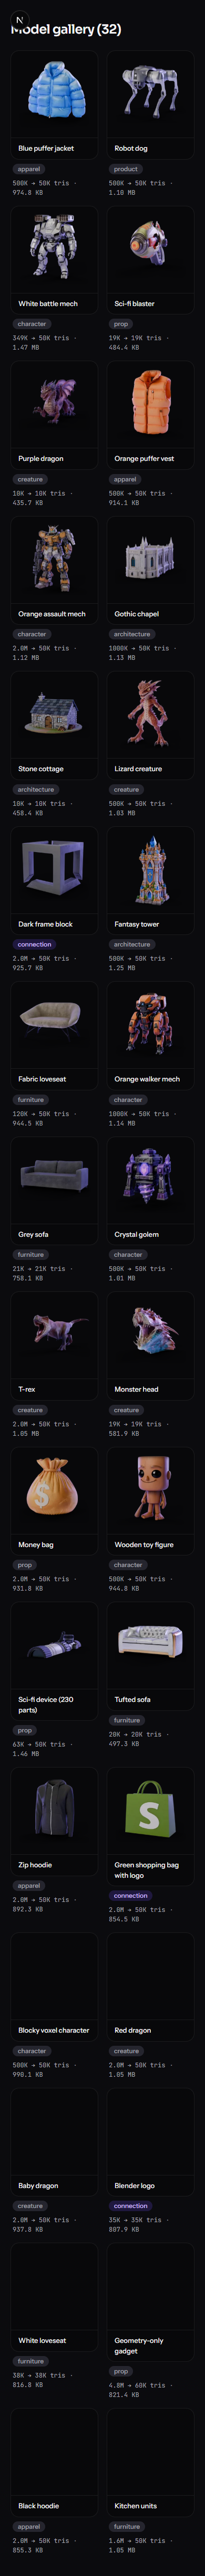 N
Model gallery (32)
Blue puffer jacket
apparel
500K → 50K tris ·
974.8 KB
Robot dog
product
500K → 50K tris ·
1.10 MB
White battle mech
character
349K → 50K tris ·
1.47 MB
Sci-fi blaster
prop
19K → 19K tris ·
484.4 KB
Purple dragon
creature
10K → 10K tris ·
435.7 KB
Orange puffer vest
apparel
500K → 50K tris ·
914.1 KB
Orange assault mech
character
2.0M → 50K tris ·
1.12 MB
Gothic chapel
architecture
1000K → 50K tris ·
1.13 MB
Stone cottage
architecture
10K → 10K tris ·
458.4 KB
Lizard creature
creature
500K → 50K tris ·
1.03 MB
Dark frame block
connection
2.0M → 50K tris ·
925.7 KB
Fantasy tower
architecture
500K → 50K tris ·
1.25 MB
Fabric loveseat
furniture
120K → 50K tris ·
944.5 KB
Orange walker mech
character
1000K → 50K tris ·
1.14 MB
Grey sofa
furniture
21K → 21K tris ·
758.1 KB
Crystal golem
character
500K → 50K tris ·
1.01 MB
T-rex
creature
2.0M → 50K tris ·
1.05 MB
Monster head
creature
19K → 19K tris ·
581.9 KB
$
Money bag
prop
2.0M → 50K tris ·
931.8 KB
Wooden toy figure
character
500K → 50K tris ·
944.8 KB
Sci-fi device (230
parts)
prop
63K → 50K tris ·
1.46 MB
Tufted sofa
furniture
20K → 20K tris ·
497.3 KB
Zip hoodie
apparel
2.0M → 50K tris ·
892.3 KB
S
Green shopping bag
with logo
connection
2.0M → 50K tris ·
854.5 KB
Blocky voxel character
character
500K → 50K tris ·
998.1 KB
Red dragon
creature
2.0M → 50K tris ·
1.05 MB
Baby dragon
creature
2.0M → 50K tris ·
937.8 KB
Blender logo
connection
35K → 35K tris ·
807.9 KB
White loveseat
furniture
38K → 38K tris ·
816.8 KB
Geometry-only
gadget
prop
4.8M → 60K tris ·
821.4 KB
Black hoodie
apparel
2.0M → 50K tris ·
855.3 KB
Kitchen units
furniture
1.6M → 50K tris ·
1.05 MB